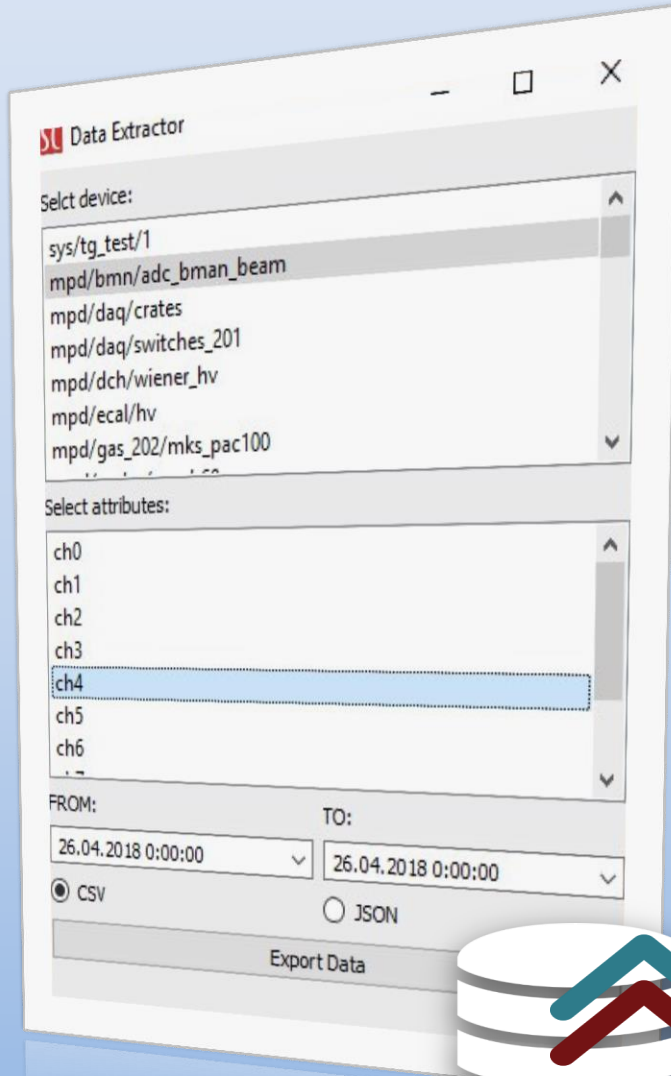 Data Extractor
Selct device:
sys/tg_test/1
mpd/bmn/adc_bman_beam
mpd/daq/crates
mpd/daq/switches_201
mpd/dch/wiener_hv
mpd/ecal/hv
mpd/gas_202/mks_pac100
Select attributes:
ch0
ch1
ch2
ch3
ch4
ch5
ch6
FROM:
TO:
26.04.2018 0:00:00
26.04.2018 0:00:00
CSV
JSON
Export Data